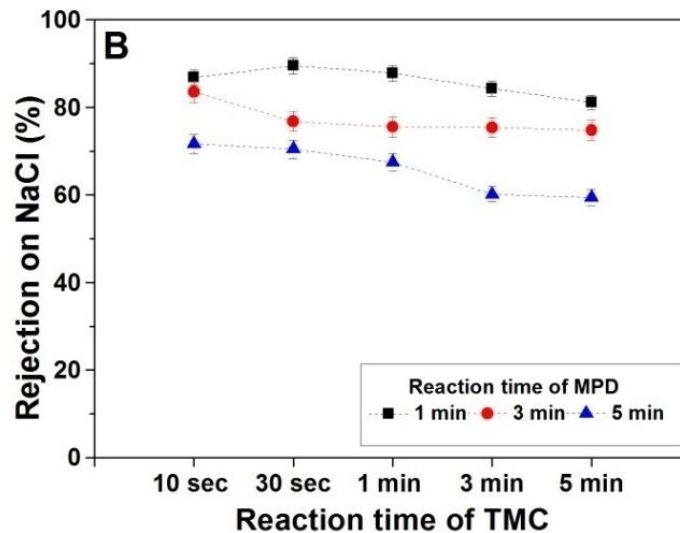 B
Rejection on NaCl (%)
100
80
60
40
20
0
Reaction time of MPD
1 min 3 min 5 min
10 sec 30 sec 1 min 3 min 5 min
Reaction time of TMC